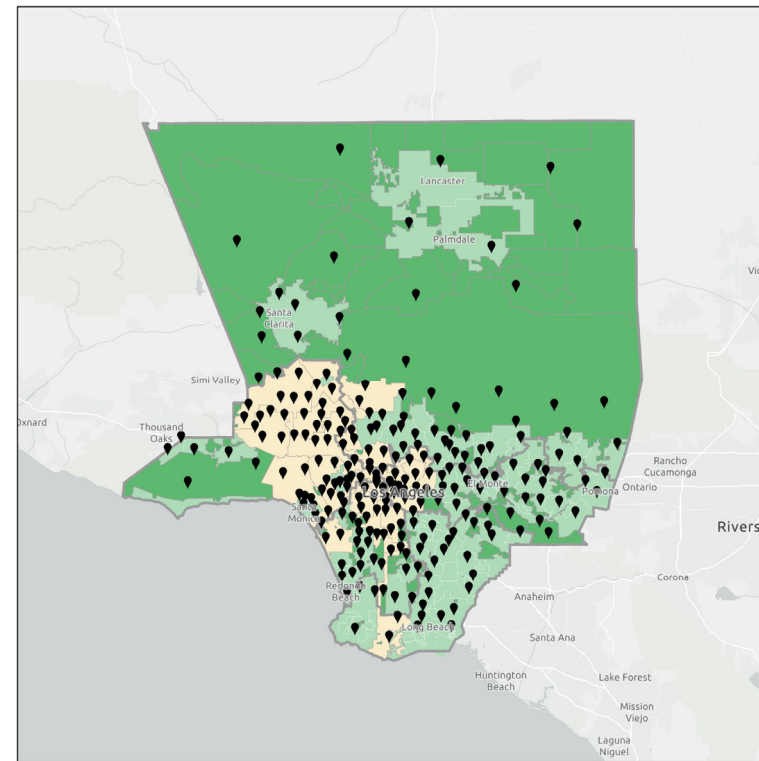 Lancaster
Palmdale
Vic
Santa
Clarita
Simi Valley
Oxnard
Thousand
Oaks
Rancho
Cucamonga
El Monte
Pomona
Ontario
Los Angeles
Santa
Monica
Rivers
Corona
Redondo
Beach
Anaheim
Long Beach
Santa Ana
Huntington
Beach
Lake Forest
Mission
Viejo
Laguna
Niguel